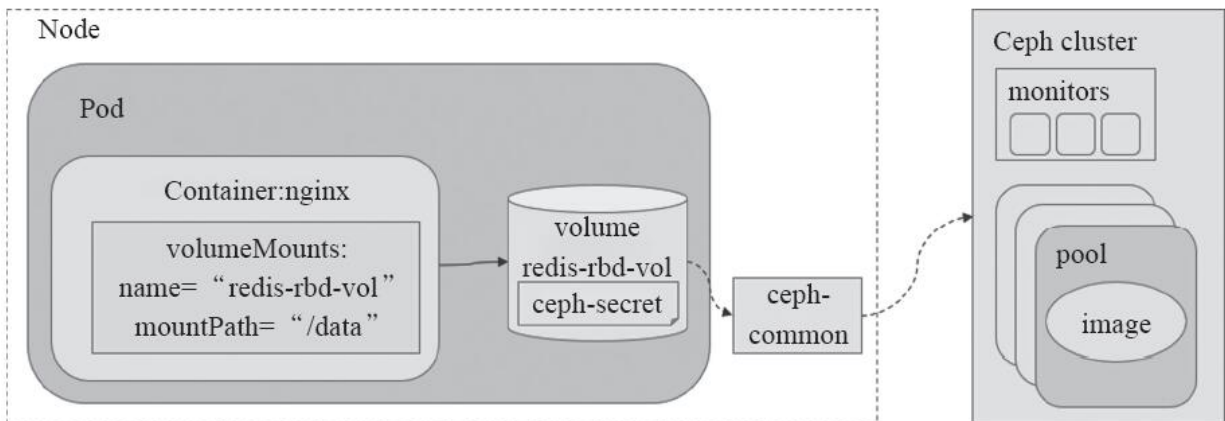 Node
Pod
Container:nginx
volumeMounts:
name= “redis-rbd-vol”
mountPath= “/data”
volume
redis-rbd-vol
ceph-secret
ceph-
common
Ceph cluster
monitors
pool
image